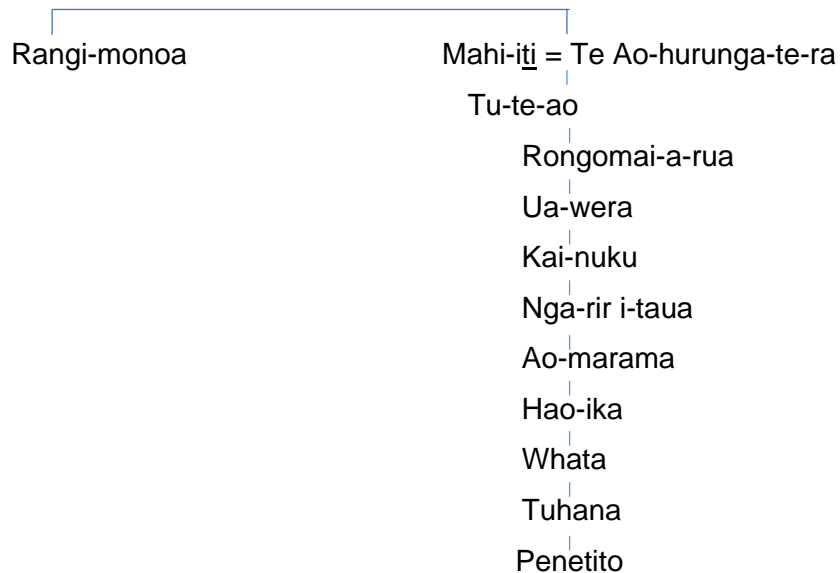 Rangi-monoa Mahi-iti = Te Ao-hurunga-te-ra
Tu-te-ao
Rongomai-a-rua
Ua-wera
Kai-nuku
Nga-rir i-taua
Ao-marama
Hao-ika
Whata
Tuhana
Penetito